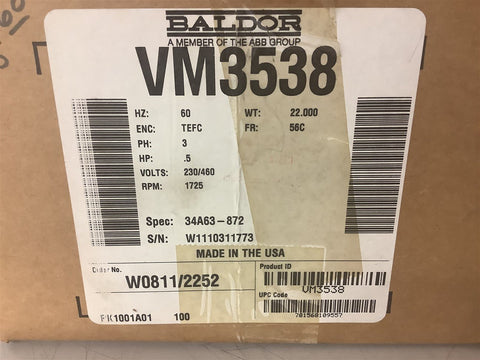 BALDOR
A MEMBER OF THE ABB GROUP
VM3538
HZ: 60 WT: 22.000
ENC: TEFC FR: 56C
PH: 3
HP: .5
VOLTS: 230/460
RPM: 1725
Spec: 34A63-872
S/N: W1110311773
MADE IN THE USA
Order No. Product ID
W0811/2252
VM3538
UPC Code
PK1001A01 100
781568109557